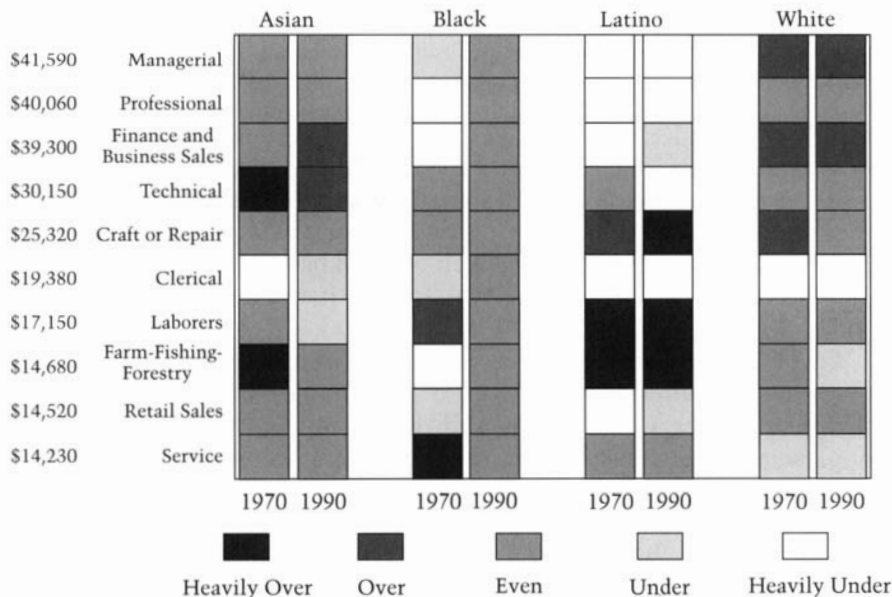 Asian Black Latino White
$41,590 Managerial
$40,060 Professional
$39,300 Finance and
Business Sales
$30,150 Technical
$25,320 Craft or Repair
$19,380 Clerical
$17,150 Laborers
$14,680 Farm-Fishing-
Forestry
$14,520 Retail Sales
$14,230 Service
1970 1990 1970 1990 1970 1990 1970 1990
Heavily Over Over Even Under Heavily Under